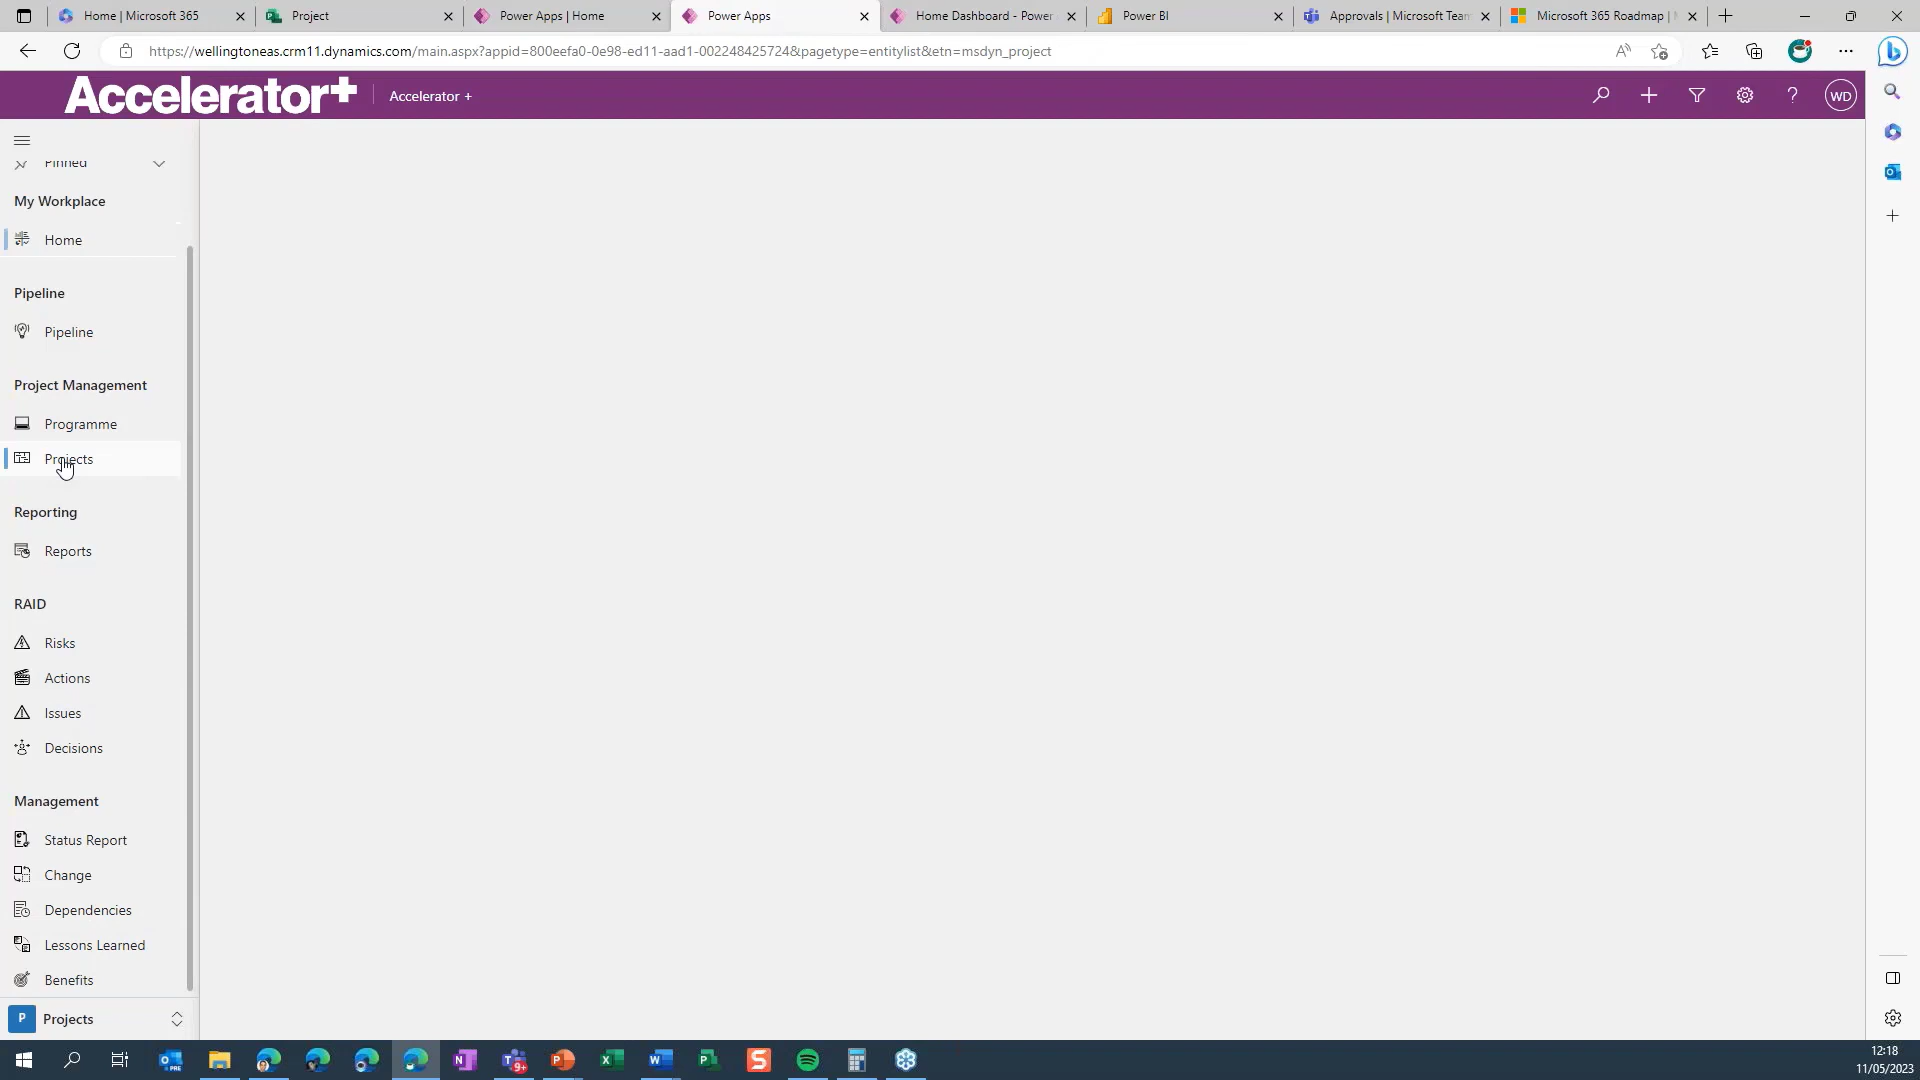 Home | Microsoft 365
Project
Power Apps | Home
Power Apps
Home Dashboard - Power
Power BI
Approvals | Microsoft Team
Microsoft 365 Roadmap |
https://wellingtoneas.crm11.dynamics.com/main.aspx?appid=800eefa0-0e98-ed11-aad1-002248425724&pagetype=entitylist&etn=msdyn_project
Accelerator+
Accelerator +
WD
Pinned
My Workplace
Home
Pipeline
Pipeline
Project Management
Programme
Projects
Reporting
Reports
RAID
Risks
Actions
Issues
Decisions
Management
Status Report
Change
Dependencies
Lessons Learned
Benefits
P Projects
9+
12:18
11/05/2023